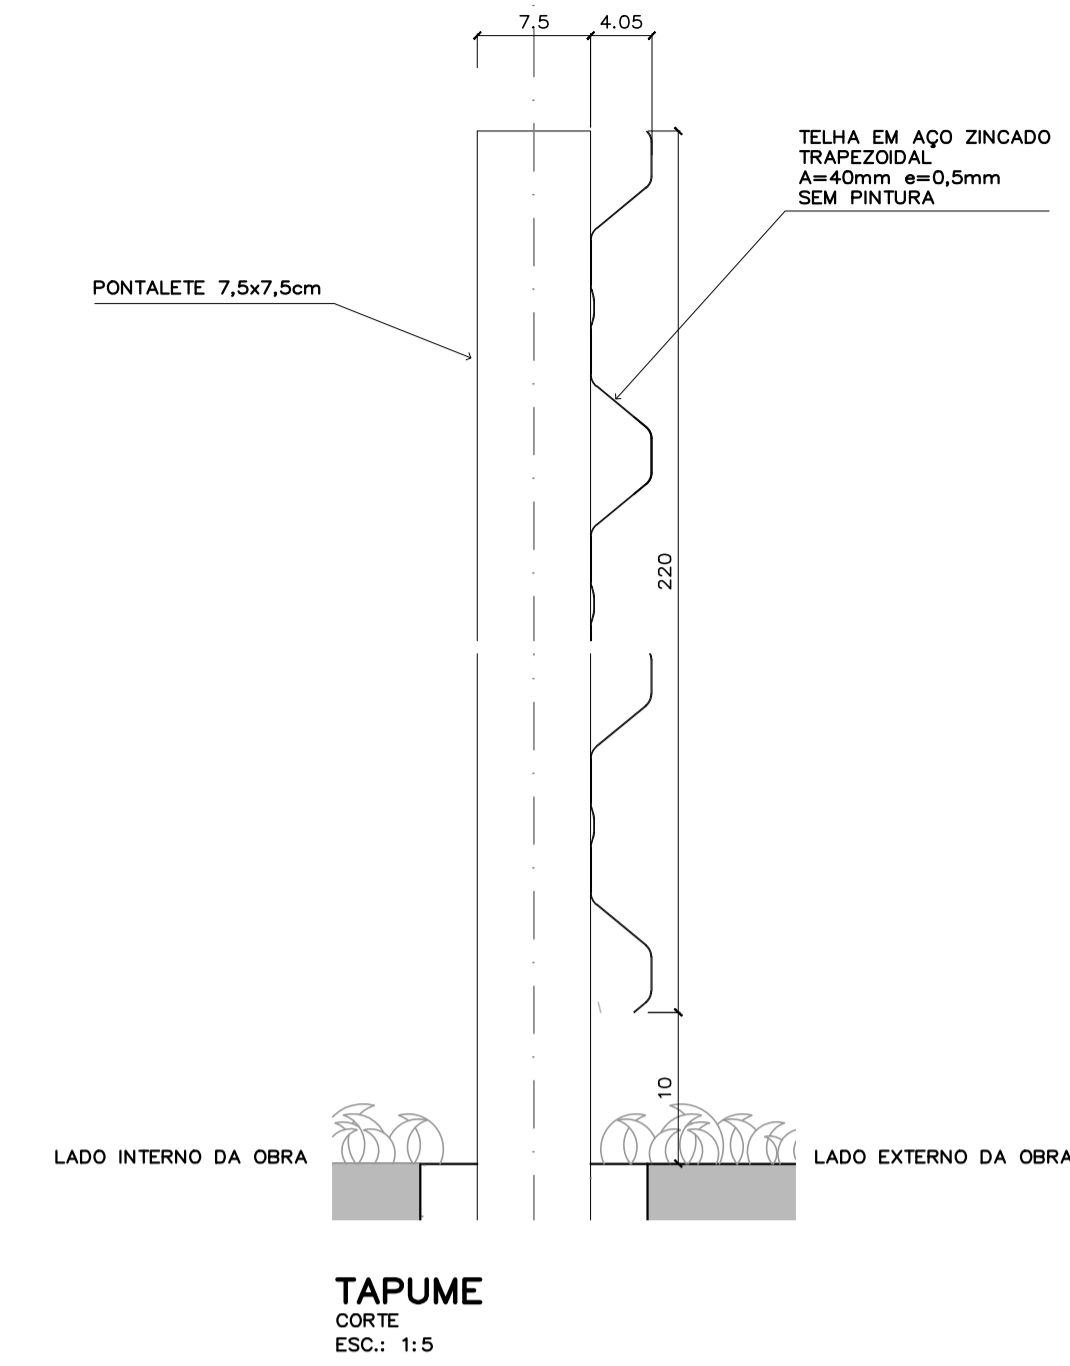 7.5
4.05
TELHA EM AÇO ZINCADO
TRAPEZOIDAL
A=40mm e=0,5mm
SEM PINTURA
PONTALETE 7,5x7,5cm
220
10
LADO INTERNO DA OBRA
LADO EXTERNO DA OBRA
TAPUME
CORTE
ESC.: 1:5